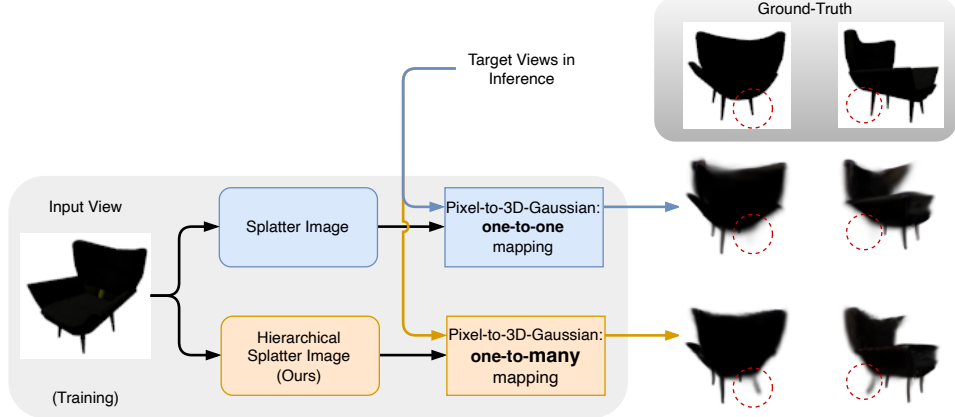 Ground-Truth
Target Views in
Inference
Input View
(Training)
Splatter Image
Pixel-to-3D-Gaussian:
one-to-one
mapping
Hierarchical
Splatter Image
(Ours)
Pixel-to-3D-Gaussian:
one-to-many
mapping